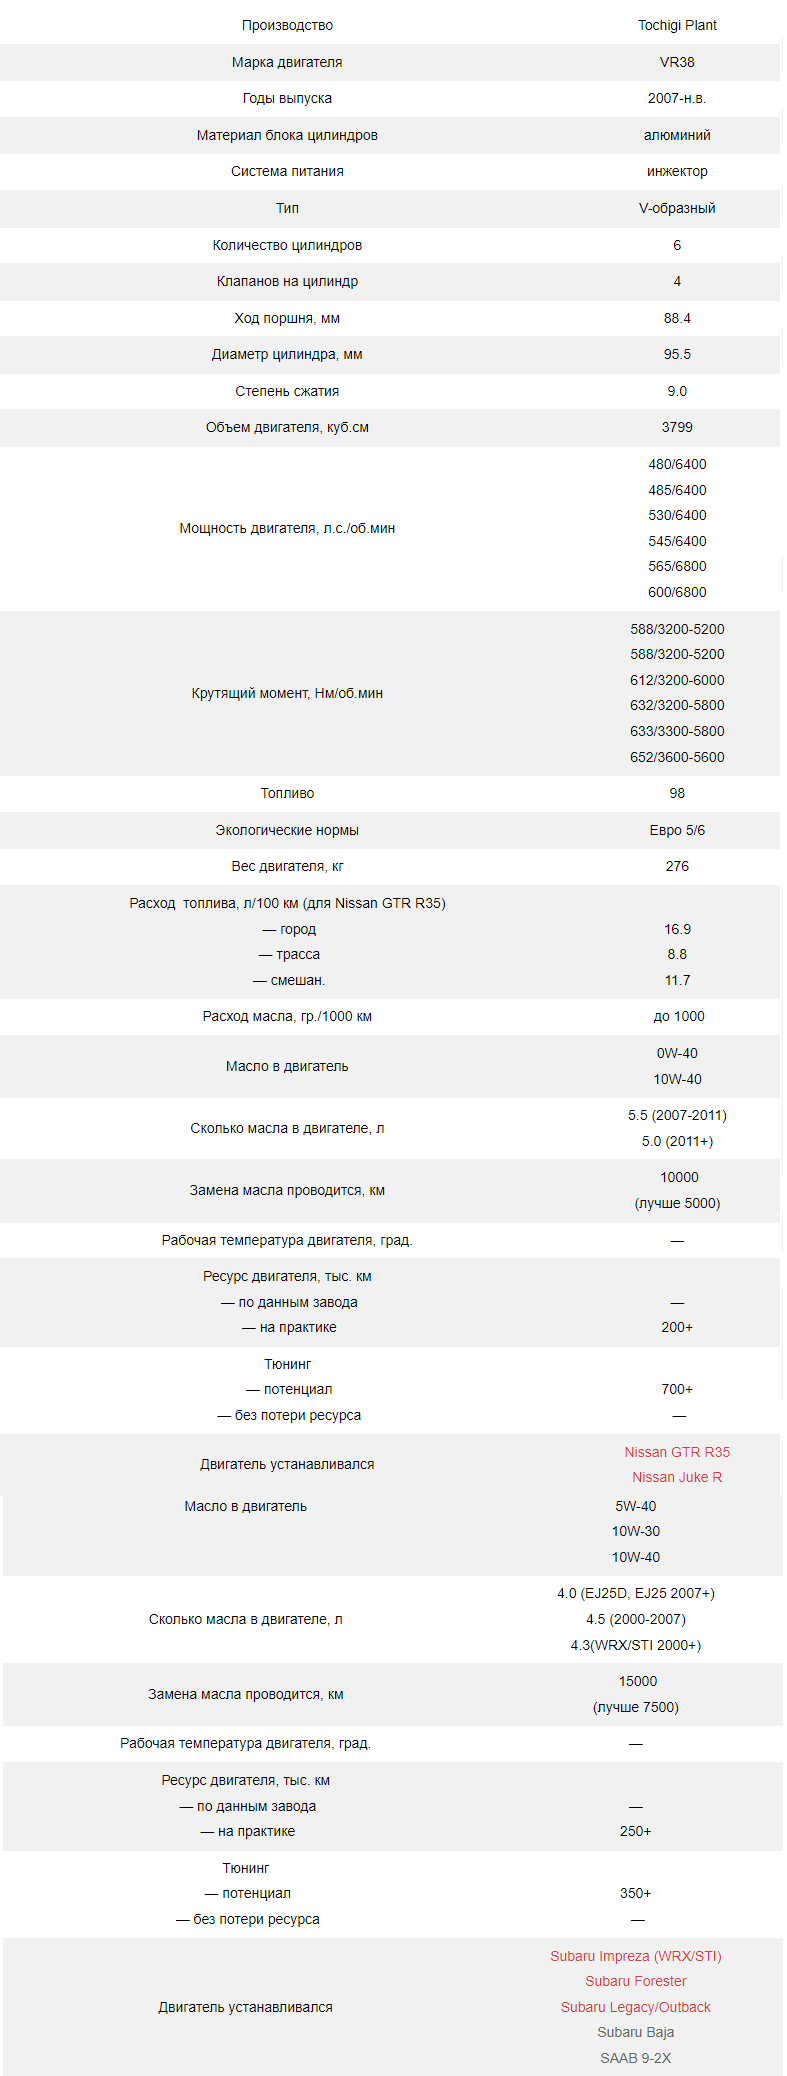 Производство Tochigi Plant
Марка двигателя VR38
Годы выпуска 2007-н.в.
Материал блока цилиндров алюминий
Система питания инжектор
Тип V-образный
Количество цилиндров 6
Клапанов на цилиндр 4
Ход поршня, мм 88.4
Диаметр цилиндра, мм 95.5
Степень сжатия 9.0
Объем двигателя, куб.см 3799
Мощность двигателя, л.с./об.мин
480/6400
485/6400
530/6400
545/6400
565/6800
600/6800
Крутящий момент, Нм/об.мин
588/3200-5200
588/3200-5200
612/3200-6000
632/3200-5800
633/3300-5800
652/3600-5600
Топливо 98
Экологические нормы Евро 5/6
Вес двигателя, кг 276
Расход топлива, л/100 км (для Nissan GTR R35)
— город 16.9
— трасса 8.8
— смешан. 11.7
Расход масла, гр./1000 км до 1000
Масло в двигатель
0W-40
10W-40
Сколько масла в двигателе, л
5.5 (2007-2011)
5.0 (2011+)
Замена масла проводится, км
10000
(лучше 5000)
Рабочая температура двигателя, град. —
Ресурс двигателя, тыс. км
— по данным завода —
— на практике 200+
Тюнинг
— потенциал 700+
— без потери ресурса —
Двигатель устанавливался
Nissan GTR R35
Nissan Juke R
Масло в двигатель 5W-40
10W-30
10W-40
Сколько масла в двигателе, л
4.0 (EJ25D, EJ25 2007+)
4.5 (2000-2007)
4.3(WRX/STI 2000+)
Замена масла проводится, км
15000
(лучше 7500)
Рабочая температура двигателя, град. —
Ресурс двигателя, тыс. км
— по данным завода —
— на практике 250+
Тюнинг
— потенциал 350+
— без потери ресурса —
Двигатель устанавливался
Subaru Impreza (WRX/STI)
Subaru Forester
Subaru Legacy/Outback
Subaru Baja
SAAB 9-2X